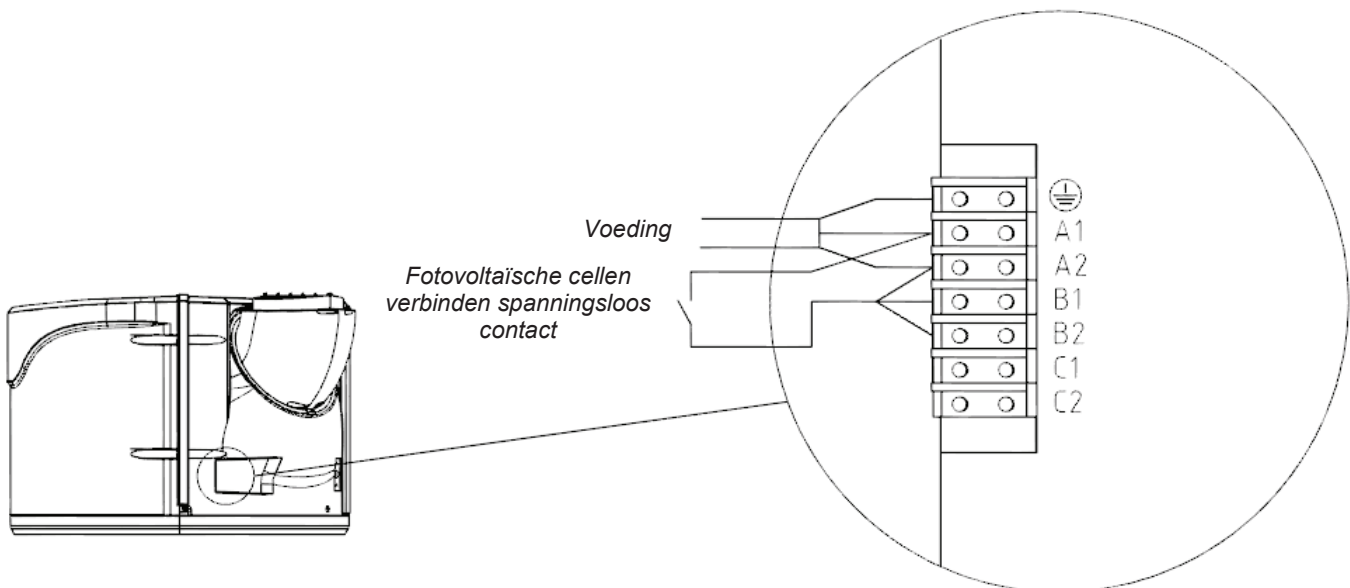 Voeding
Fotovoltaïsche cellen
verbinden spanningsloos
contact
A1
A2
B1
B2
C1
C2